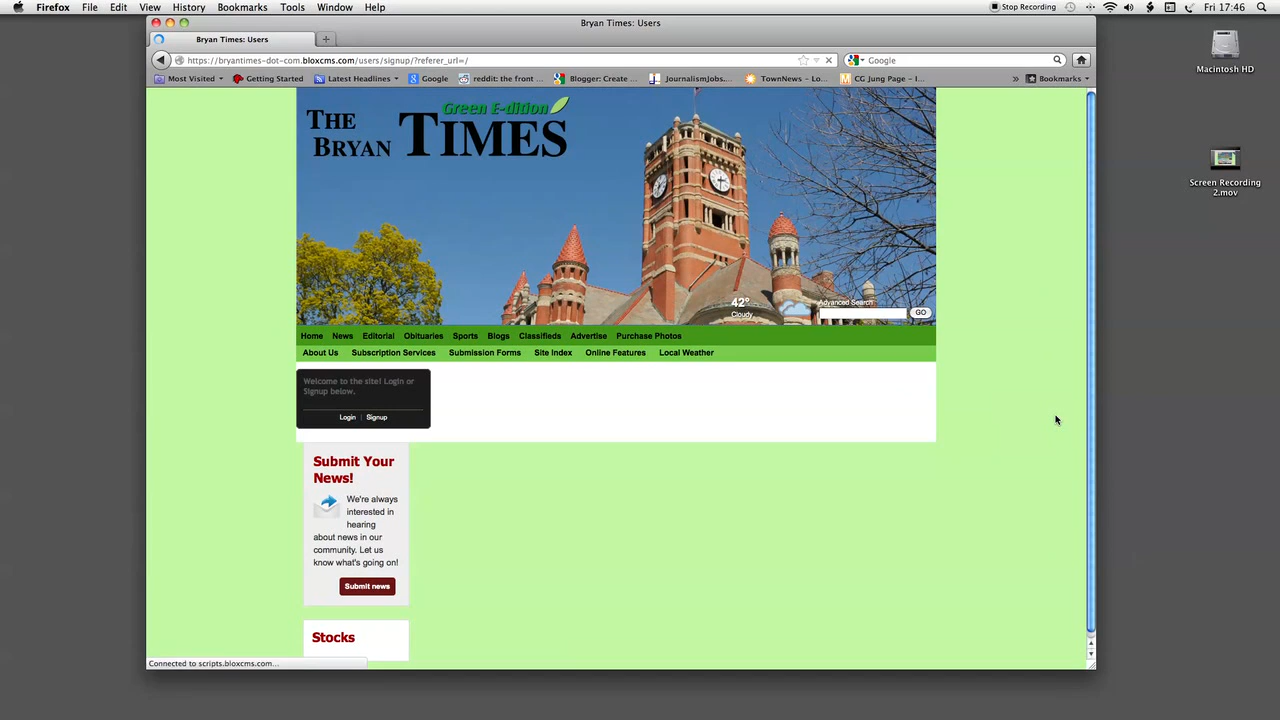 Firefox File Edit View History Bookmarks Tools Window Help
Stop Recording
Fri 17:46
Bryan Times: Users
Bryan Times: Users
https://bryantimes-dot-com.bloxcms.com/users/signup/?referer_url=/
Google
Most Visited
Getting Started
Latest Headlines
Google
reddit: the front ...
Blogger: Create ...
JournalismJobs,...
TownNews – Lo...
CG Jung Page – I...
»
Bookmarks
Macintosh HD
Screen Recording
2.mov
Green E-dition
THE
BRYAN
TIMES
42°
Cloudy
Advanced Search
GO
Home News Editorial Obituaries Sports Blogs Classifieds Advertise Purchase Photos
About Us Subscription Services Submission Forms Site Index Online Features Local Weather
Welcome to the site! Login or
Signup below.
Login | Signup
Submit Your
News!
We're always
interested in
hearing
about news in our
community. Let us
know what's going on!
Submit news
Stocks
Connected to scripts.bloxcms.com...